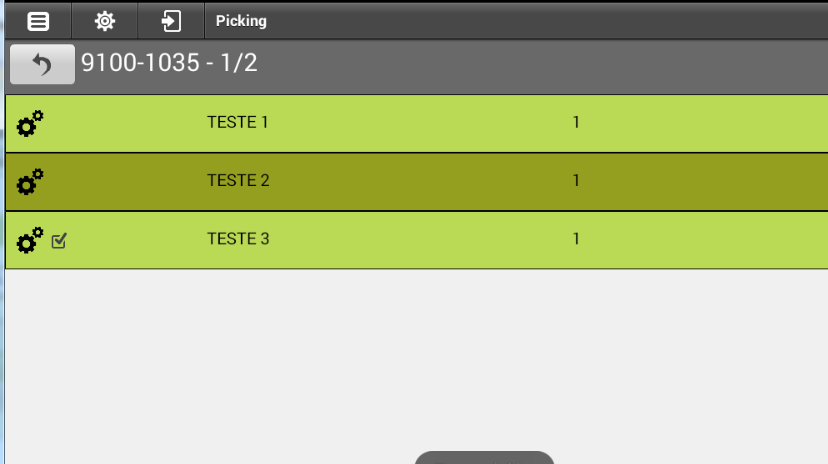 Picking
9100-1035 - 1/2
TESTE 1 1
TESTE 2 1
TESTE 3 1